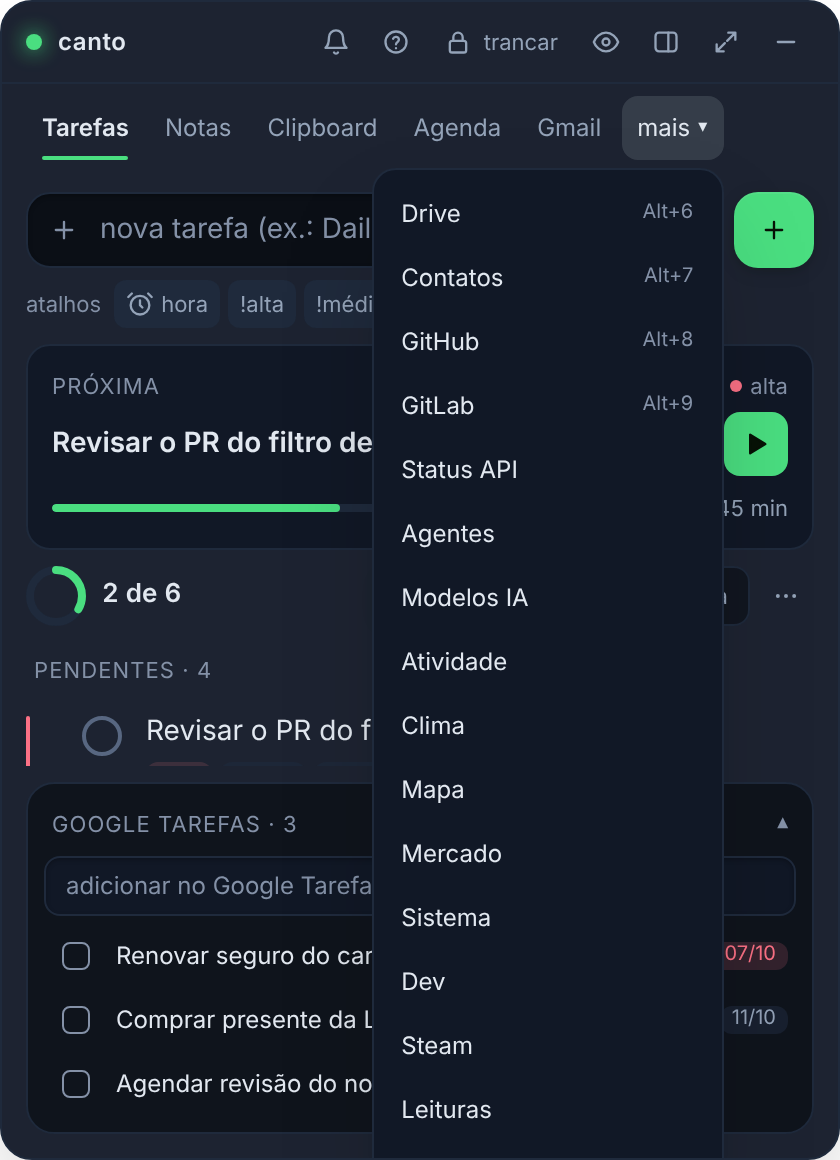 canto
trancar
Tarefas Notas Clipboard Agenda Gmail mais ▾
+ nova tarefa (ex.: Dail
+
atalhos hora !alta !médi
PRÓXIMA
alta
Revisar o PR do filtro de
45 min
2 de 6
...
PENDENTES · 4
Revisar o PR do f
GOOGLE TAREFAS · 3 ▴
adicionar no Google Tarefa
Renovar seguro do car
07/10
Comprar presente da L
11/10
Agendar revisão do no
Drive Alt+6
Contatos Alt+7
GitHub Alt+8
GitLab Alt+9
Status API
Agentes
Modelos IA
Atividade
Clima
Mapa
Mercado
Sistema
Dev
Steam
Leituras